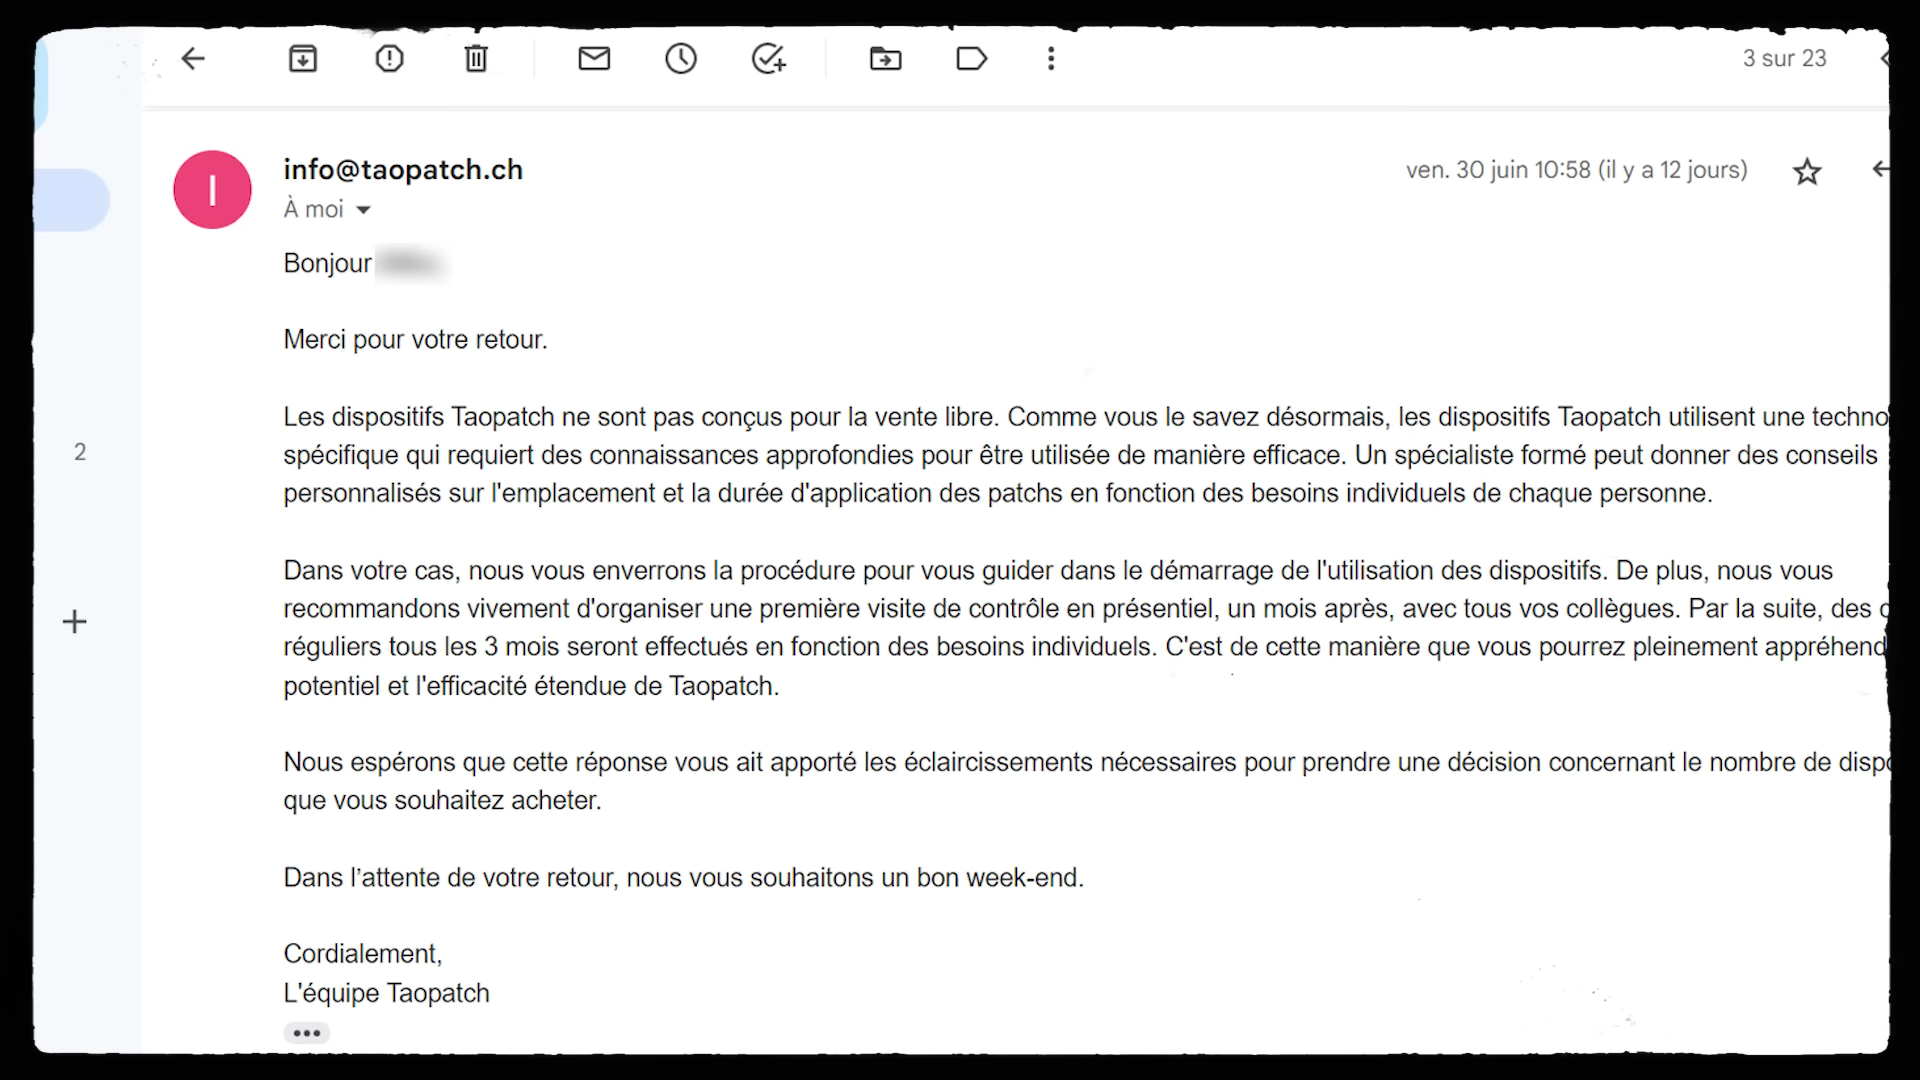 3 sur 23
info@taopatch.ch
ven. 30 juin 10:58 (il y a 12 jours)
À moi
I
Bonjour
Merci pour votre retour.
Les dispositifs Taopatch ne sont pas conçus pour la vente libre. Comme vous le savez désormais, les dispositifs Taopatch utilisent une techno
spécifique qui requiert des connaissances approfondies pour être utilisée de manière efficace. Un spécialiste formé peut donner des conseils
personnalisés sur l'emplacement et la durée d'application des patchs en fonction des besoins individuels de chaque personne.
2
Dans votre cas, nous vous enverrons la procédure pour vous guider dans le démarrage de l'utilisation des dispositifs. De plus, nous vous
recommandons vivement d'organiser une première visite de contrôle en présentiel, un mois après, avec tous vos collègues. Par la suite, des
réguliers tous les 3 mois seront effectués en fonction des besoins individuels. C'est de cette manière que vous pourrez pleinement appréhend
potentiel et l'efficacité étendue de Taopatch.
Nous espérons que cette réponse vous ait apporté les éclaircissements nécessaires pour prendre une décision concernant le nombre de dispo
que vous souhaitez acheter.
Dans l’attente de votre retour, nous vous souhaitons un bon week-end.
Cordialement,
L'équipe Taopatch